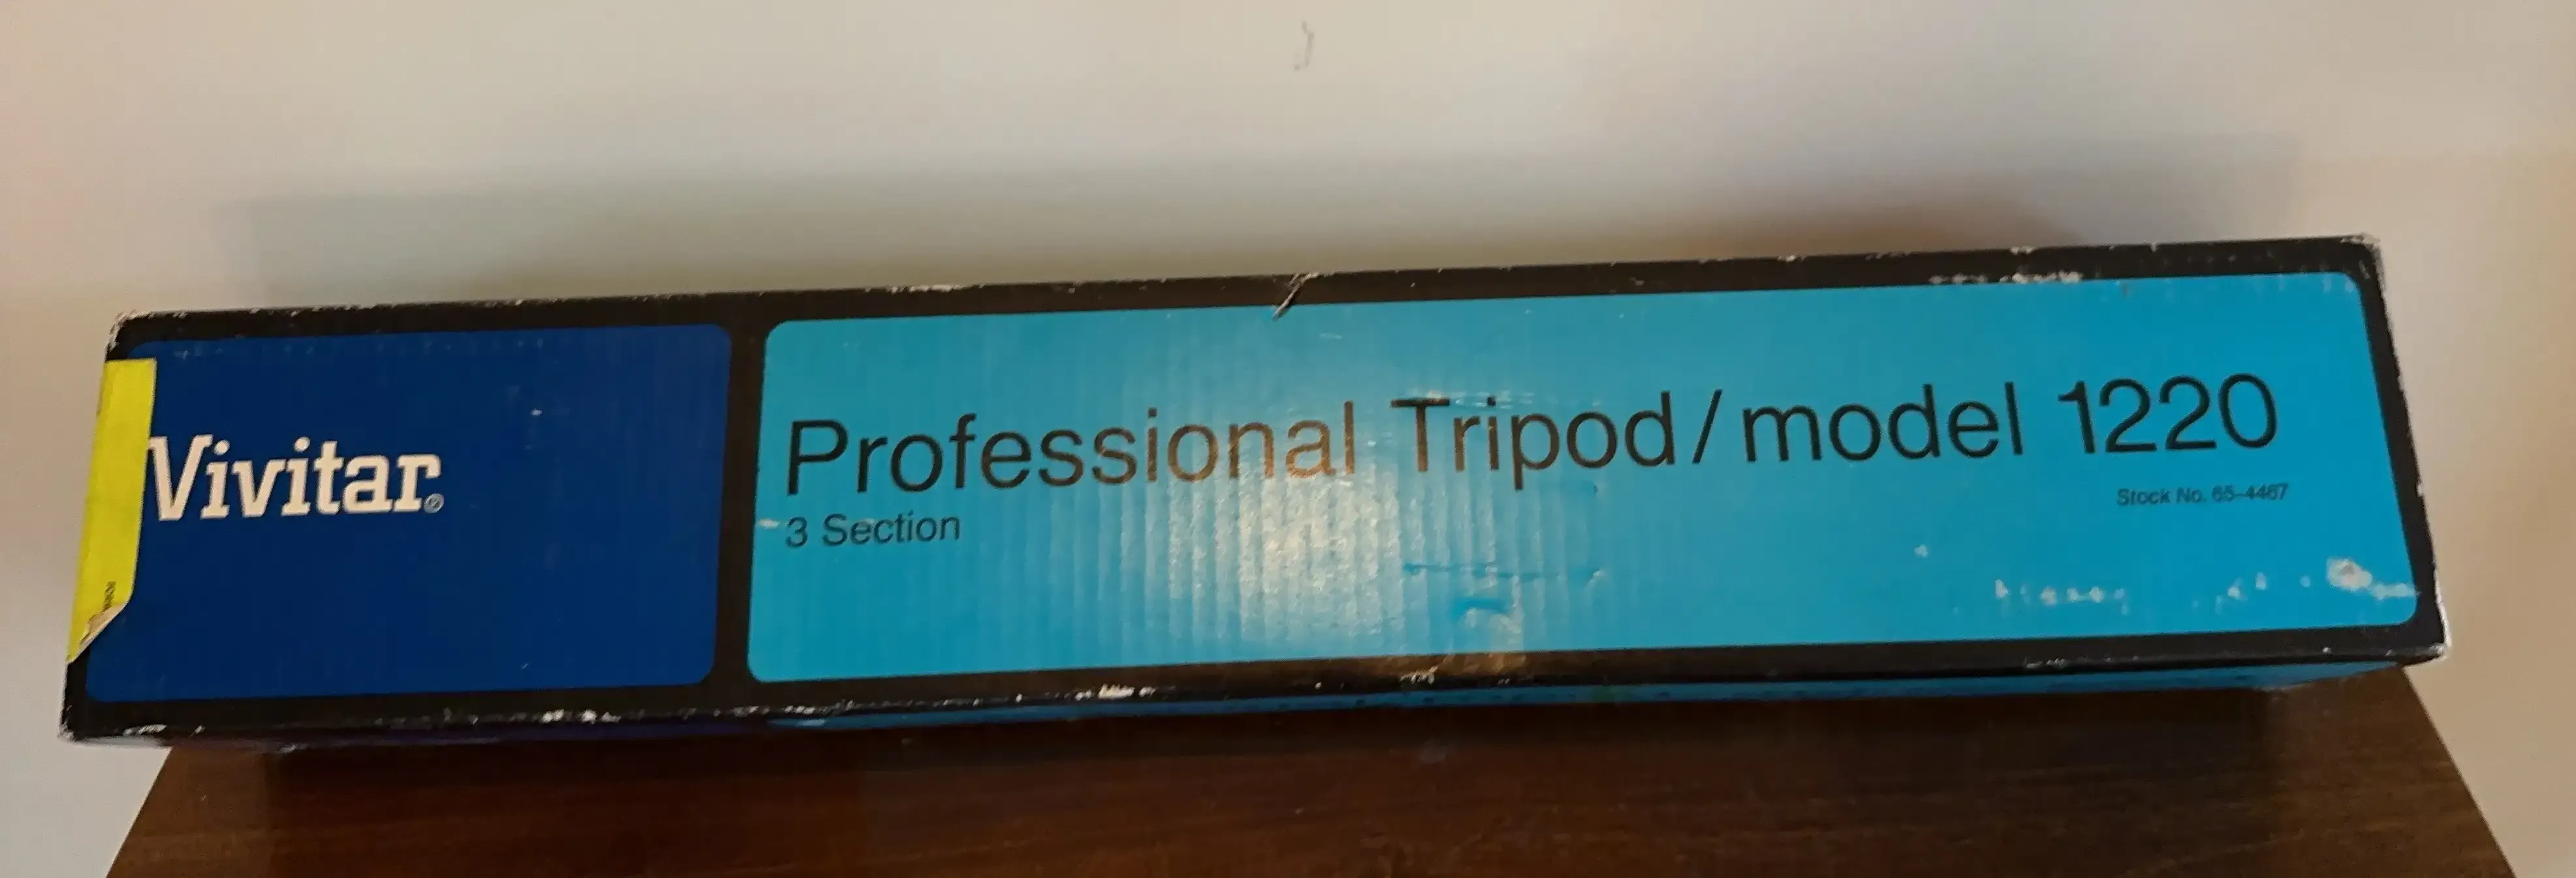 Vivitar®
Professional Tripod/model 1220
3 Section
Stock No. 65-4467